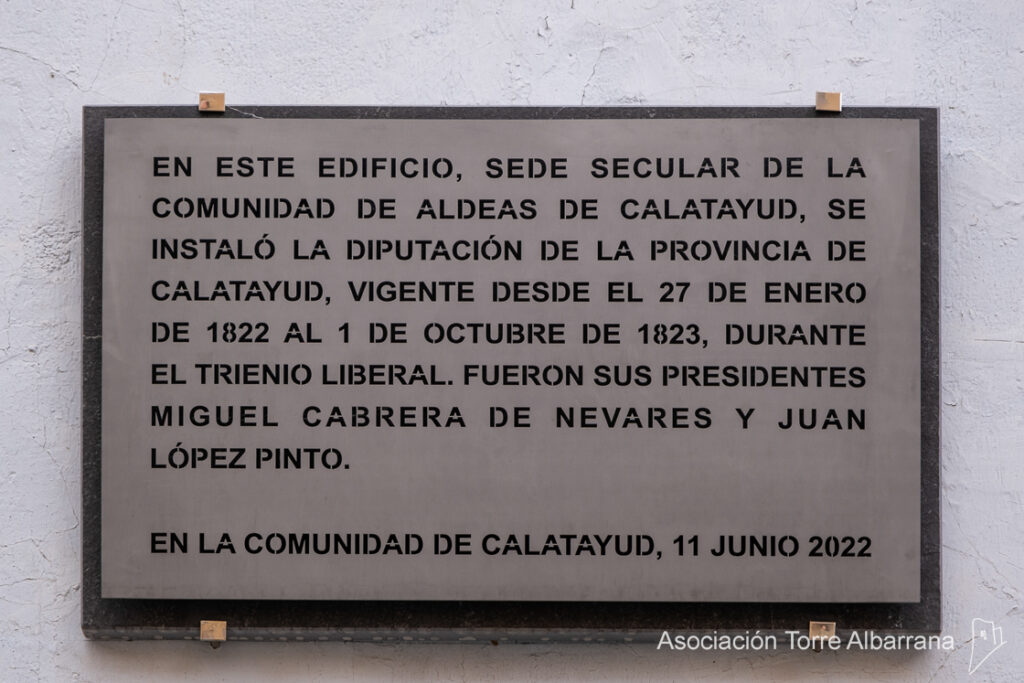 EN ESTE EDIFICIO, SEDE SECULAR DE LA
COMUNIDAD DE ALDEAS DE CALATAYUD, SE
INSTALÓ LA DIPUTACIÓN DE LA PROVINCIA DE
CALATAYUD, VIGENTE DESDE EL 27 DE ENERO
DE 1822 AL 1 DE OCTUBRE DE 1823, DURANTE
EL TRIENIO LIBERAL. FUERON SUS PRESIDENTES
MIGUEL CABRERA DE NEVARES Y JUAN
LÓPEZ PINTO.
EN LA COMUNIDAD DE CALATAYUD, 11 JUNIO 2022
Asociación Torre Albarrana